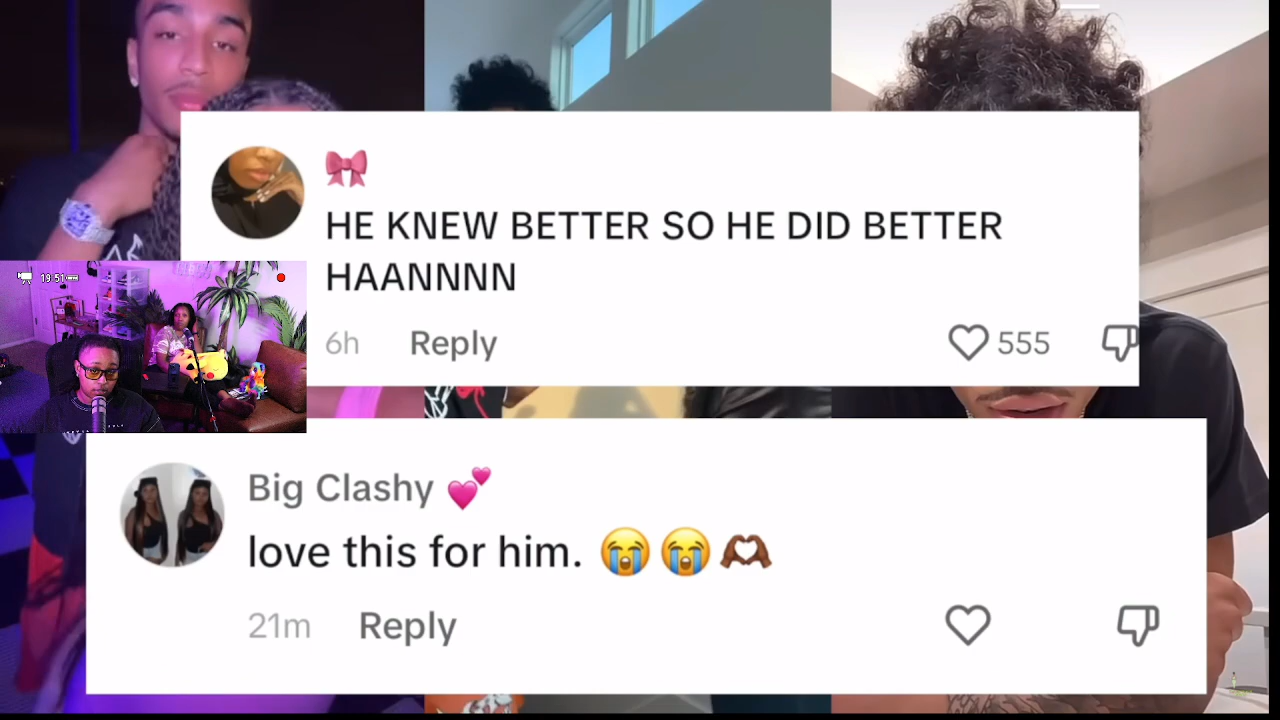 🎀
HE KNEW BETTER SO HE DID BETTER
HAANNNN
6h Reply 555
19:51
Big Clashy 💕
love this for him. 😭😭🫶🏾
21m Reply